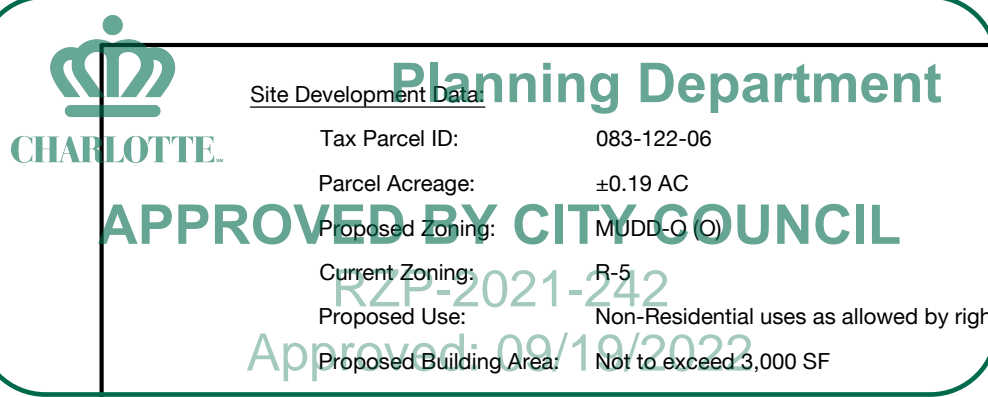 CHARLOTTE
Planning Department
Site Development Data:
Tax Parcel ID: 083-122-06
Parcel Acreage: ±0.19 AC
APPROVED BY CITY COUNCIL
Proposed Zoning: MUDD-O (O)
Current Zoning: R-5
RZP-2021-242
Proposed Use: Non-Residential uses as allowed by righ
Approved: 09/19/2022
Proposed Building Area: Not to exceed 3,000 SF